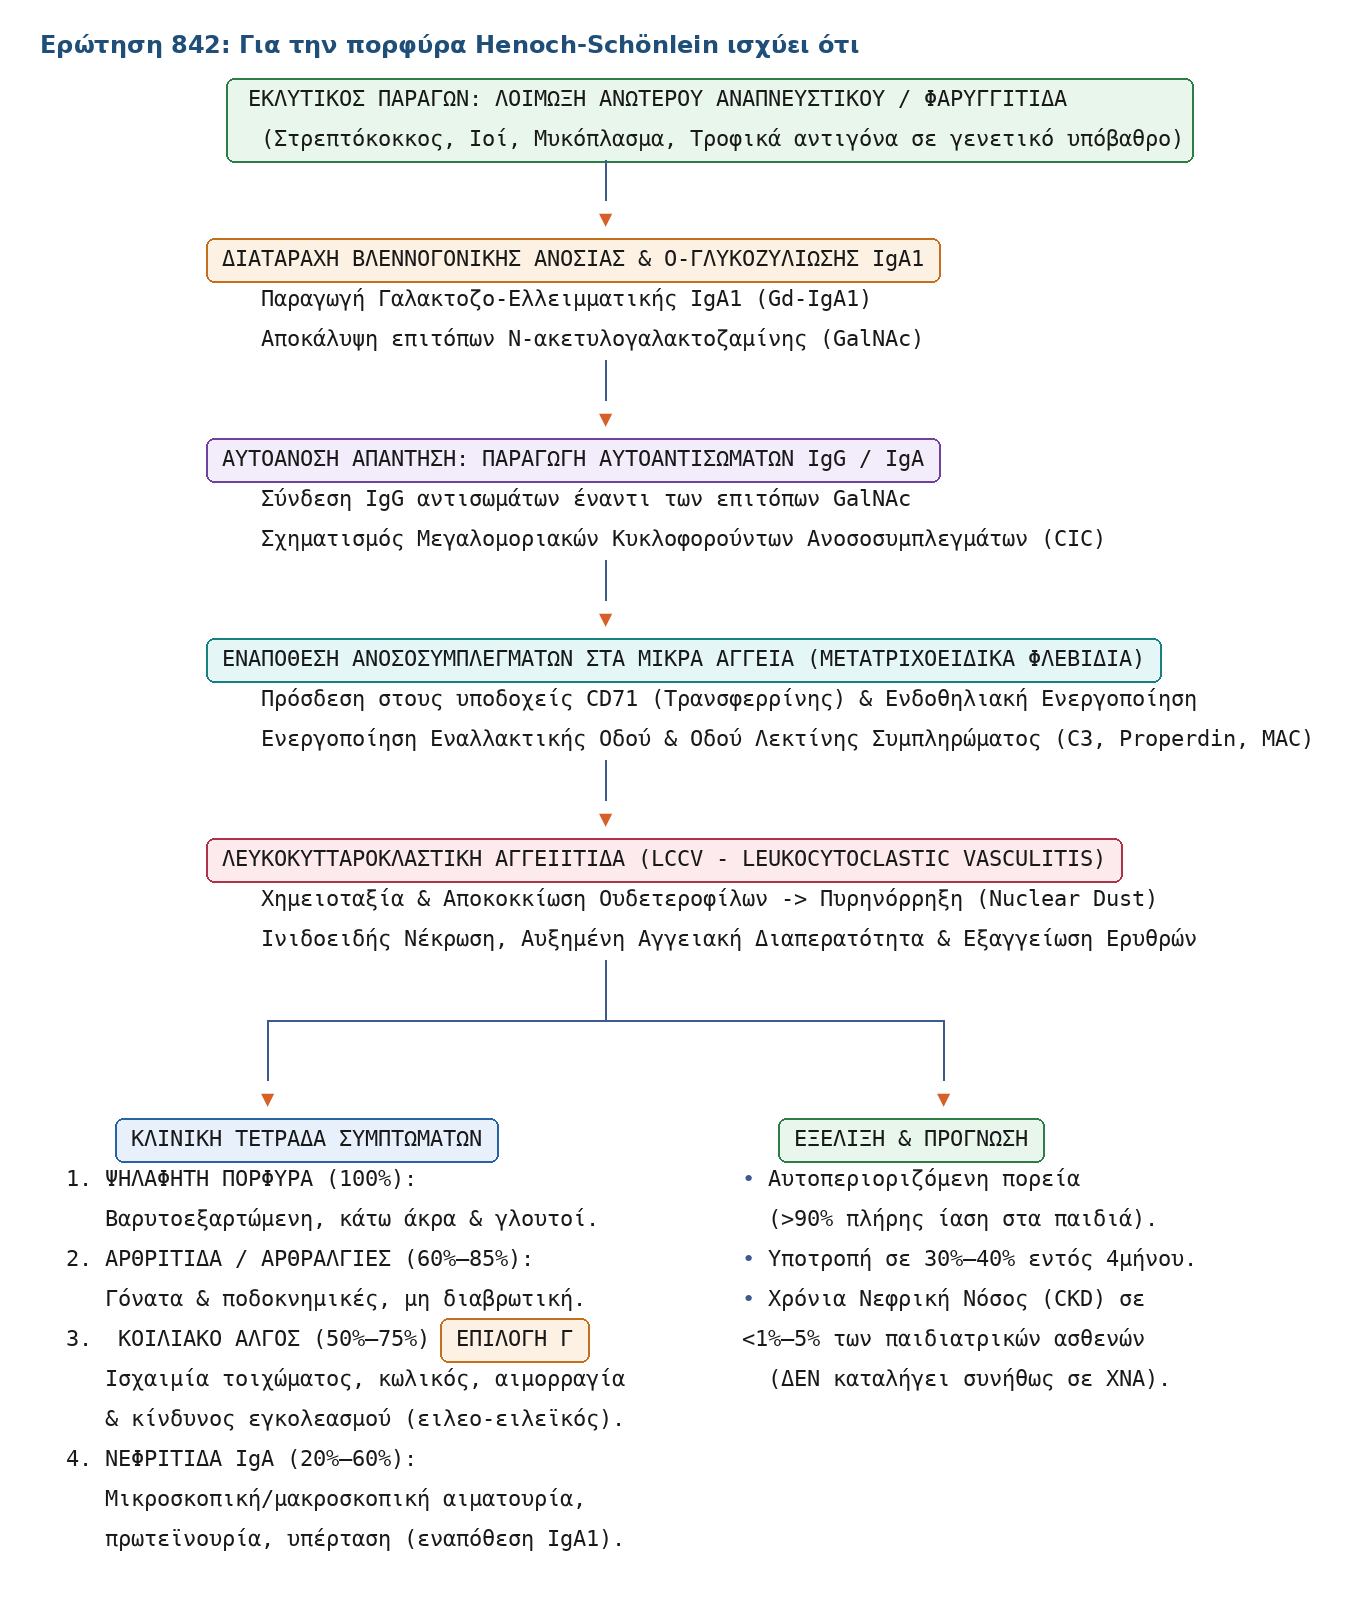 Ερώτηση 842: Για την πορφύρα Henoch-Schönlein ισχύει ότι
ΕΚΛΥΤΙΚΟΣ ΠΑΡΑΓΩΝ: ΛΟΙΜΩΞΗ ΑΝΩΤΕΡΟΥ ΑΝΑΠΝΕΥΣΤΙΚΟΥ / ΦΑΡΥΓΓΙΤΙΔΑ
(Στρεπτόκοκκος, Ιοί, Μυκόπλασμα, Τροφικά αντιγόνα σε γενετικό υπόβαθρο)
▼
ΔΙΑΤΑΡΑΧΗ ΒΛΕΝΝΟΓΟΝΙΚΗΣ ΑΝΟΣΙΑΣ & Ο-ΓΛΥΚΟΖΥΛΙΩΣΗΣ IgA1
Παραγωγή Γαλακτοζο-Ελλειμματικής IgA1 (Gd-IgA1)
Αποκάλυψη επιτόπων Ν-ακετυλογαλακτοζαμίνης (GalNAc)
▼
ΑΥΤΟΑΝΟΣΗ ΑΠΑΝΤΗΣΗ: ΠΑΡΑΓΩΓΗ ΑΥΤΟΑΝΤΙΣΩΜΑΤΩΝ IgG / IgA
Σύνδεση IgG αντισωμάτων έναντι των επιτόπων GalNAc
Σχηματισμός Μεγαλομοριακών Κυκλοφορούντων Ανοσοσυμπλεγμάτων (CIC)
▼
ΕΝΑΠΟΘΕΣΗ ΑΝΟΣΟΣΥΜΠΛΕΓΜΑΤΩΝ ΣΤΑ ΜΙΚΡΑ ΑΓΓΕΙΑ (ΜΕΤΑΤΡΙΧΟΕΙΔΙΚΑ ΦΛΕΒΙΔΙΑ)
Πρόσδεση στους υποδοχείς CD71 (Τρανσφερρίνης) & Ενδοθηλιακή Ενεργοποίηση
Ενεργοποίηση Εναλλακτικής Οδού & Οδού Λεκτίνης Συμπληρώματος (C3, Properdin, MAC)
▼
ΛΕΥΚΟΚΥΤΤΑΡΟΚΛΑΣΤΙΚΗ ΑΓΓΕΙΙΤΙΔΑ (LCCV - LEUKOCYTOCLASTIC VASCULITIS)
Χημειοταξία & Αποκοκκίωση Ουδετεροφίλων -> Πυρηνόρρηξη (Nuclear Dust)
Ινιδοειδής Νέκρωση, Αυξημένη Αγγειακή Διαπερατότητα & Εξαγγείωση Ερυθρών
▼ ▼
ΚΛΙΝΙΚΗ ΤΕΤΡΑΔΑ ΣΥΜΠΤΩΜΑΤΩΝ
1. ΨΗΛΑΦΗΤΗ ΠΟΡΦΥΡΑ (100%):
Βαρυτοεξαρτώμενη, κάτω άκρα & γλουτοί.
2. ΑΡΘΡΙΤΙΔΑ / ΑΡΘΡΑΛΓΙΕΣ (60%–85%):
Γόνατα & ποδοκνημικές, μη διαβρωτική.
3. ΚΟΙΛΙΑΚΟ ΑΛΓΟΣ (50%–75%) ΕΠΙΛΟΓΗ Γ
Ισχαιμία τοιχώματος, κωλικός, αιμορραγία
& κίνδυνος εγκολεασμού (ειλεο-ειλεϊκός).
4. ΝΕΦΡΙΤΙΔΑ IgA (20%–60%):
Μικροσκοπική/μακροσκοπική αιματουρία,
πρωτεϊνουρία, υπέρταση (εναπόθεση IgA1).
ΕΞΕΛΙΞΗ & ΠΡΟΓΝΩΣΗ
• Αυτοπεριοριζόμενη πορεία
(>90% πλήρης ίαση στα παιδιά).
• Υποτροπή σε 30%–40% εντός 4μήνου.
• Χρόνια Νεφρική Νόσος (CKD) σε
<1%–5% των παιδιατρικών ασθενών
(ΔΕΝ καταλήγει συνήθως σε ΧΝΑ).